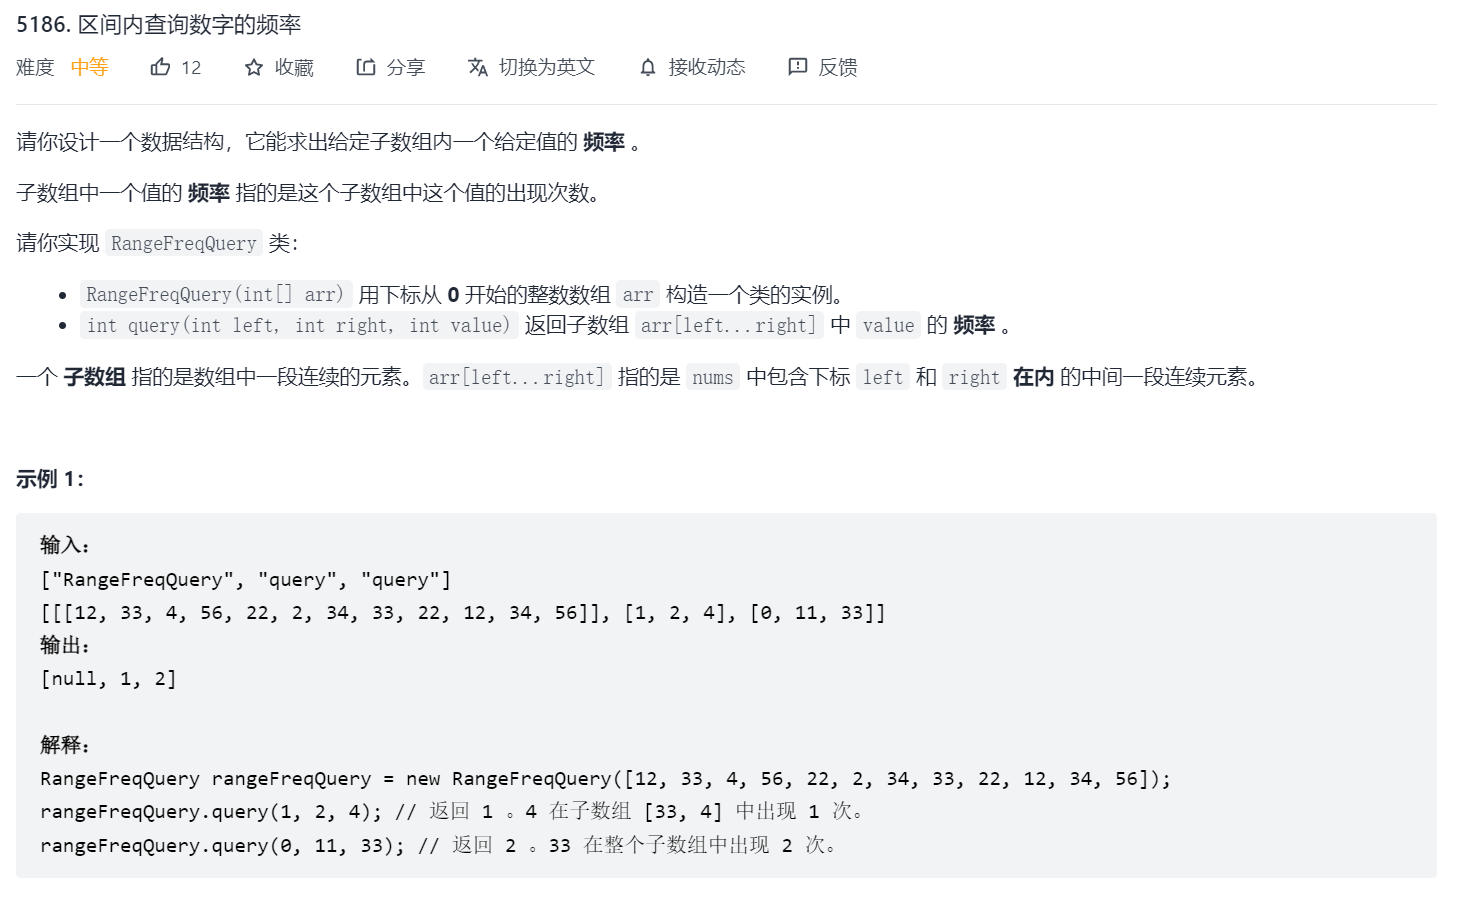 5186. 区间内查询数字的频率
难度 中等 12 收藏 分享 切换为英文 接收动态 反馈
请你设计一个数据结构，它能求出给定子数组内一个给定值的 频率 。
子数组中一个值的 频率 指的是这个子数组中这个值的出现次数。
请你实现 RangeFreqQuery 类：
• RangeFreqQuery(int[] arr) 用下标从 0 开始的整数数组 arr 构造一个类的实例。
• int query(int left, int right, int value) 返回子数组 arr[left...right] 中 value 的 频率 。
一个 子数组 指的是数组中一段连续的元素。arr[left...right] 指的是 nums 中包含下标 left 和 right 在内 的中间一段连续元素。
示例 1：
输入：
["RangeFreqQuery", "query", "query"]
[[[12, 33, 4, 56, 22, 2, 34, 33, 22, 12, 34, 56]], [1, 2, 4], [0, 11, 33]]
输出：
[null, 1, 2]
解释：
RangeFreqQuery rangeFreqQuery = new RangeFreqQuery([12, 33, 4, 56, 22, 2, 34, 33, 22, 12, 34, 56]);
rangeFreqQuery.query(1, 2, 4); // 返回 1 。4 在子数组 [33, 4] 中出现 1 次。
rangeFreqQuery.query(0, 11, 33); // 返回 2 。33 在整个子数组中出现 2 次。